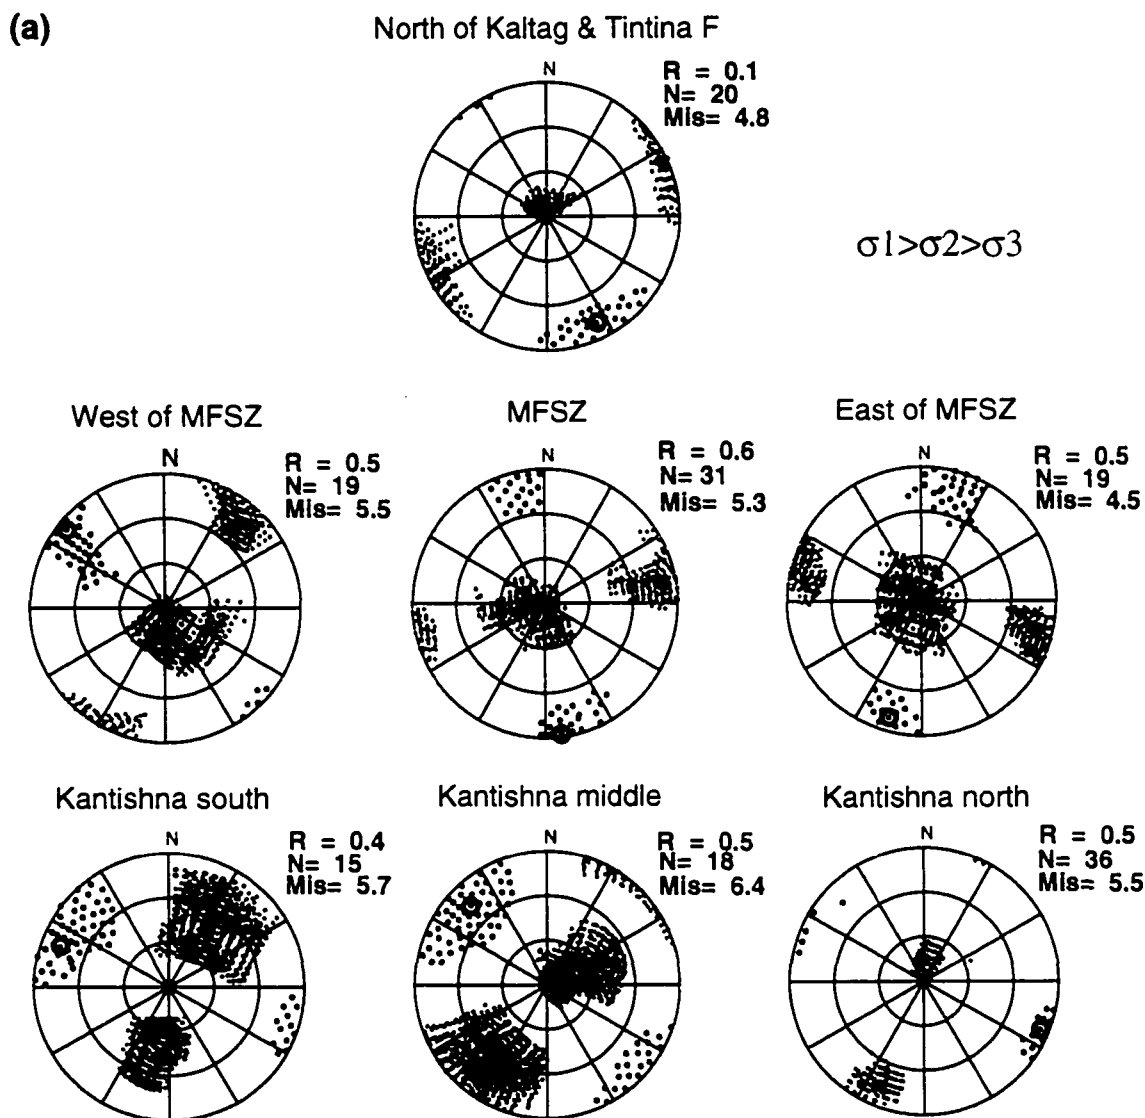 (a)
North of Kaltag & Tintina F
N
R = 0.1
N= 20
Mis= 4.8
σ1>σ2>σ3
West of MFSZ
N
R = 0.5
N= 19
Mis= 5.5
MFSZ
N
R = 0.6
N= 31
Mis= 5.3
East of MFSZ
N
R = 0.5
N= 19
Mis= 4.5
Kantishna south
N
R = 0.4
N= 15
Mis= 5.7
Kantishna middle
N
R = 0.5
N= 18
Mis= 6.4
Kantishna north
N
R = 0.5
N= 36
Mis= 5.5